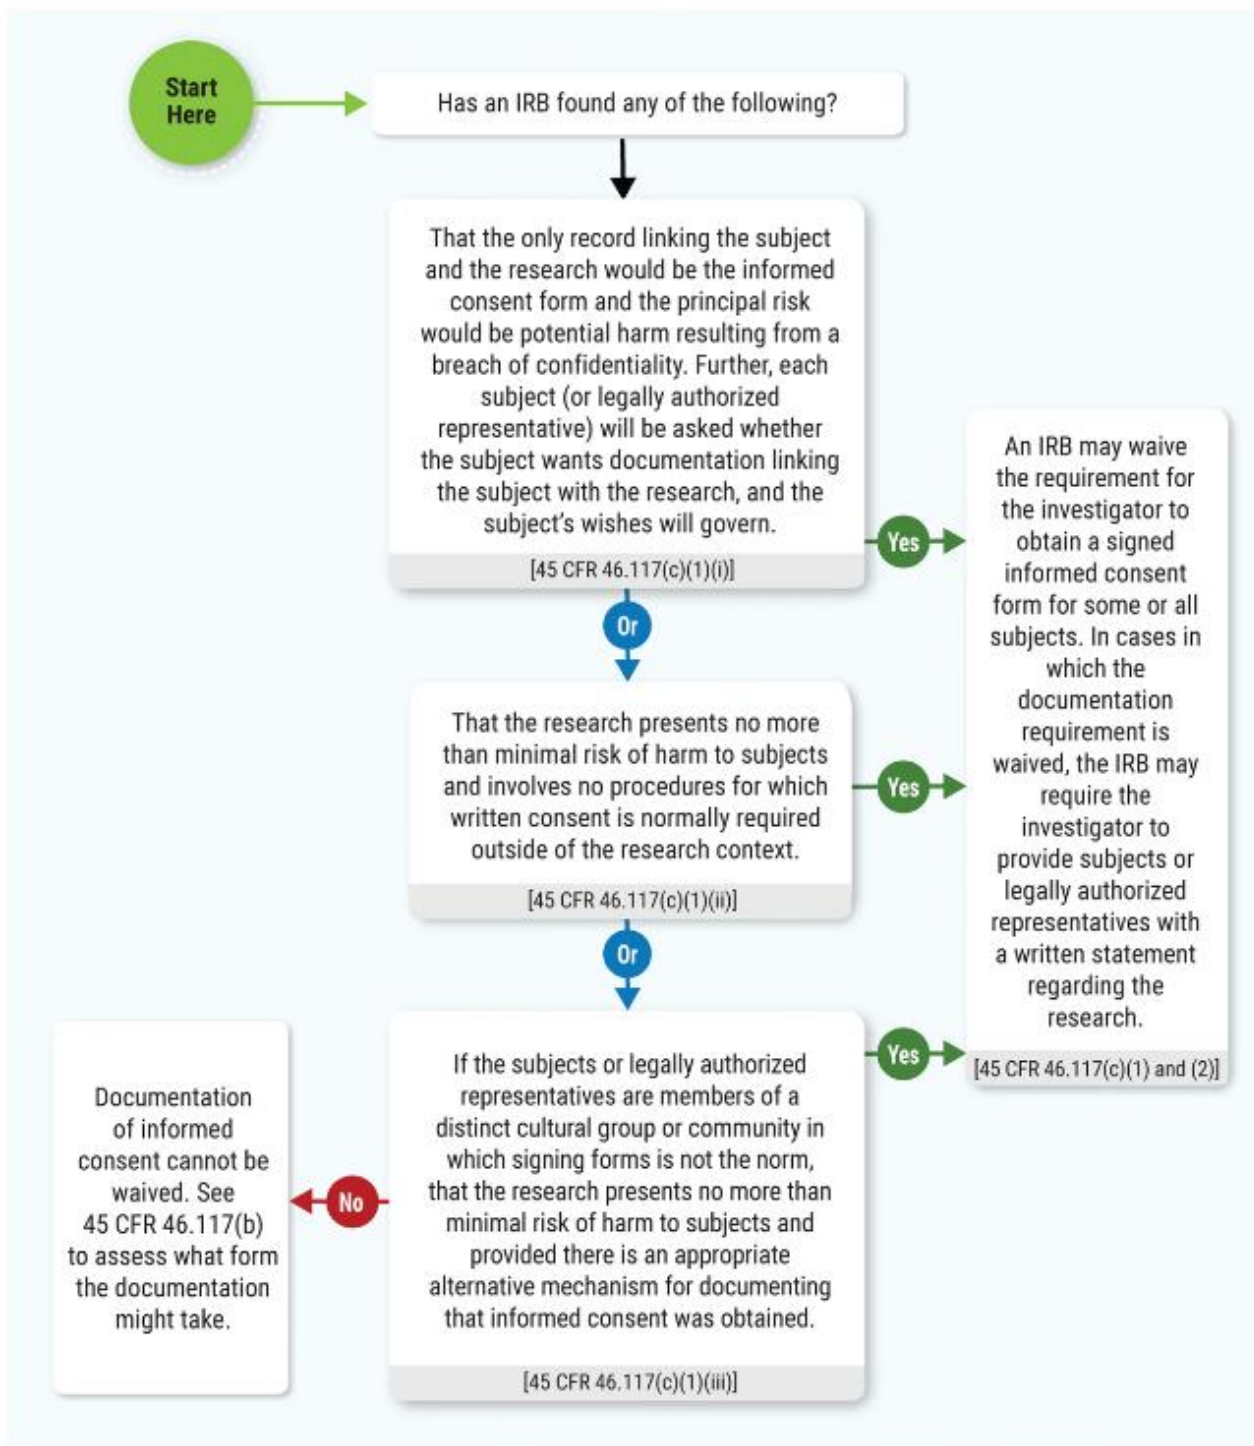 Start
Here
Has an IRB found any of the following?
That the only record linking the subject
and the research would be the informed
consent form and the principal risk
would be potential harm resulting from a
breach of confidentiality. Further, each
subject (or legally authorized
representative) will be asked whether
the subject wants documentation linking
the subject with the research, and the
subject's wishes will govern.
[45 CFR 46.117(c)(1)(i)]
Yes
Or
That the research presents no more
than minimal risk of harm to subjects
and involves no procedures for which
written consent is normally required
outside of the research context.
[45 CFR 46.117(c)(1)(ii)]
Yes
Or
If the subjects or legally authorized
representatives are members of a
distinct cultural group or community in
which signing forms is not the norm,
that the research presents no more than
minimal risk of harm to subjects and
provided there is an appropriate
alternative mechanism for documenting
that informed consent was obtained.
[45 CFR 46.117(c)(1)(iii)]
Yes
An IRB may waive
the requirement for
the investigator to
obtain a signed
informed consent
form for some or all
subjects. In cases in
which the
documentation
requirement is
waived, the IRB may
require the
investigator to
provide subjects or
legally authorized
representatives with
a written statement
regarding the
research.
[45 CFR 46.117(c)(1) and (2)]
No
Documentation
of informed
consent cannot be
waived. See
45 CFR 46.117(b)
to assess what form
the documentation
might take.